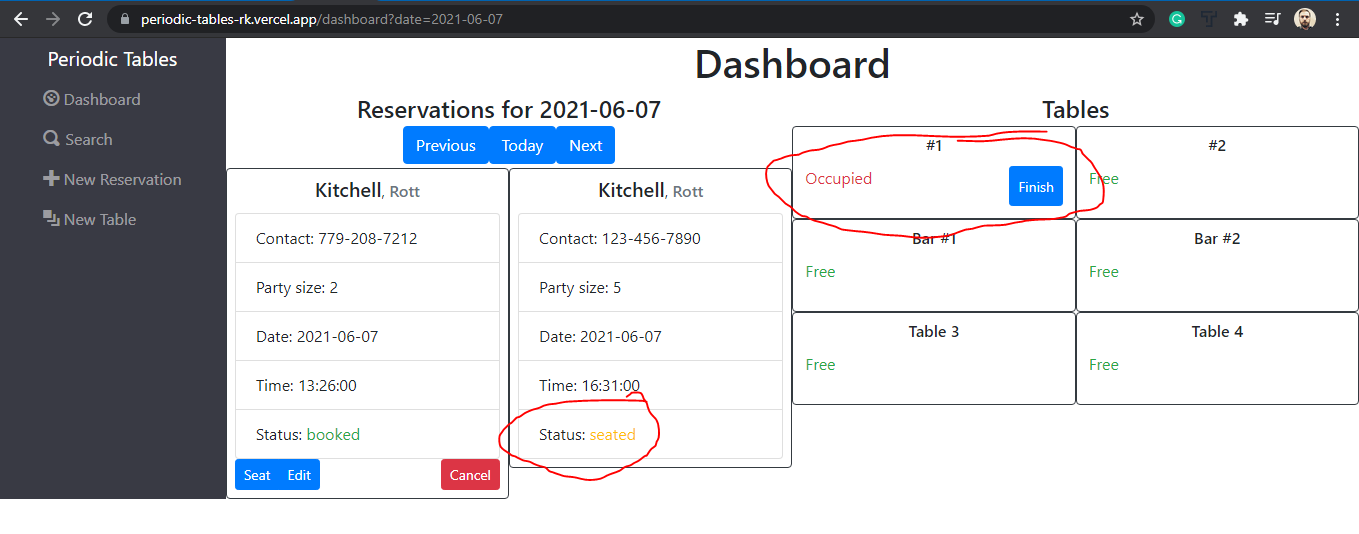 periodic-tables-rk.vercel.app/dashboard?date=2021-06-07
Periodic Tables
Dashboard
Search
New Reservation
New Table
Dashboard
Reservations for 2021-06-07
Previous Today Next
Kitchell, Rott
Contact: 779-208-7212
Party size: 2
Date: 2021-06-07
Time: 13:26:00
Status: booked
Seat Edit Cancel
Kitchell, Rott
Contact: 123-456-7890
Party size: 5
Date: 2021-06-07
Time: 16:31:00
Status: seated
Tables
#1
Occupied Finish
#2
Free
Bar #1
Free
Bar #2
Free
Table 3
Free
Table 4
Free